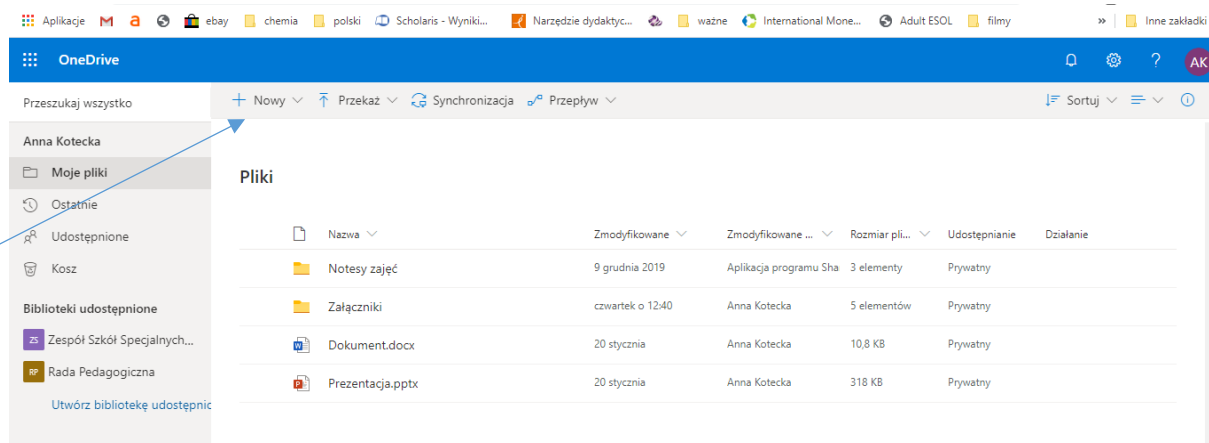 Aplikacje M a ebay chemia polski Scholaris - Wyniki... Narzędzie dydaktyc... ważne International Mone... Adult ESOL filmy » Inne zakładki
OneDrive ? AK
Przeszukaj wszystko
Nowy Przekaż Synchronizacja Przepływ Sortuj
Anna Kotecka
Moje pliki
Ostatnie
Udostępnione
Kosz
Biblioteki udostępnione
ZS Zespół Szkół Specjalnych...
RP Rada Pedagogiczna
Utwórz bibliotekę udostępnic
Pliki
Nazwa Zmodyfikowane Zmodyfikowane ... Rozmiar pli... Udostępnianie Działanie
Notesy zajęć 9 grudnia 2019 Aplikacja programu Sha 3 elementy Prywatny
Załączniki czwartek o 12:40 Anna Kotecka 5 elementów Prywatny
Dokument.docx 20 stycznia Anna Kotecka 10,8 KB Prywatny
Prezentacja.pptx 20 stycznia Anna Kotecka 318 KB Prywatny